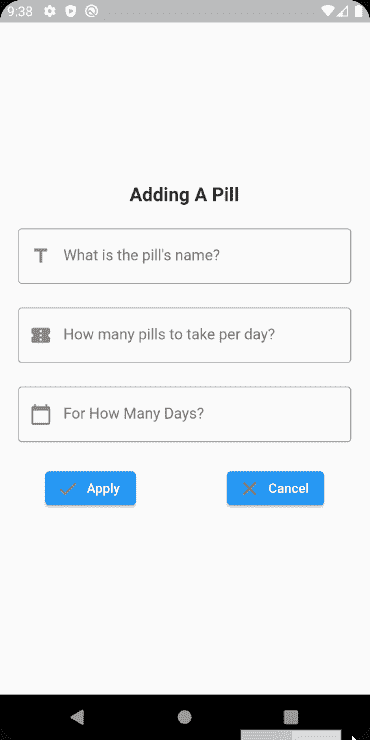 9:38
Adding A Pill
What is the pill's name?
How many pills to take per day?
For How Many Days?
Apply
Cancel